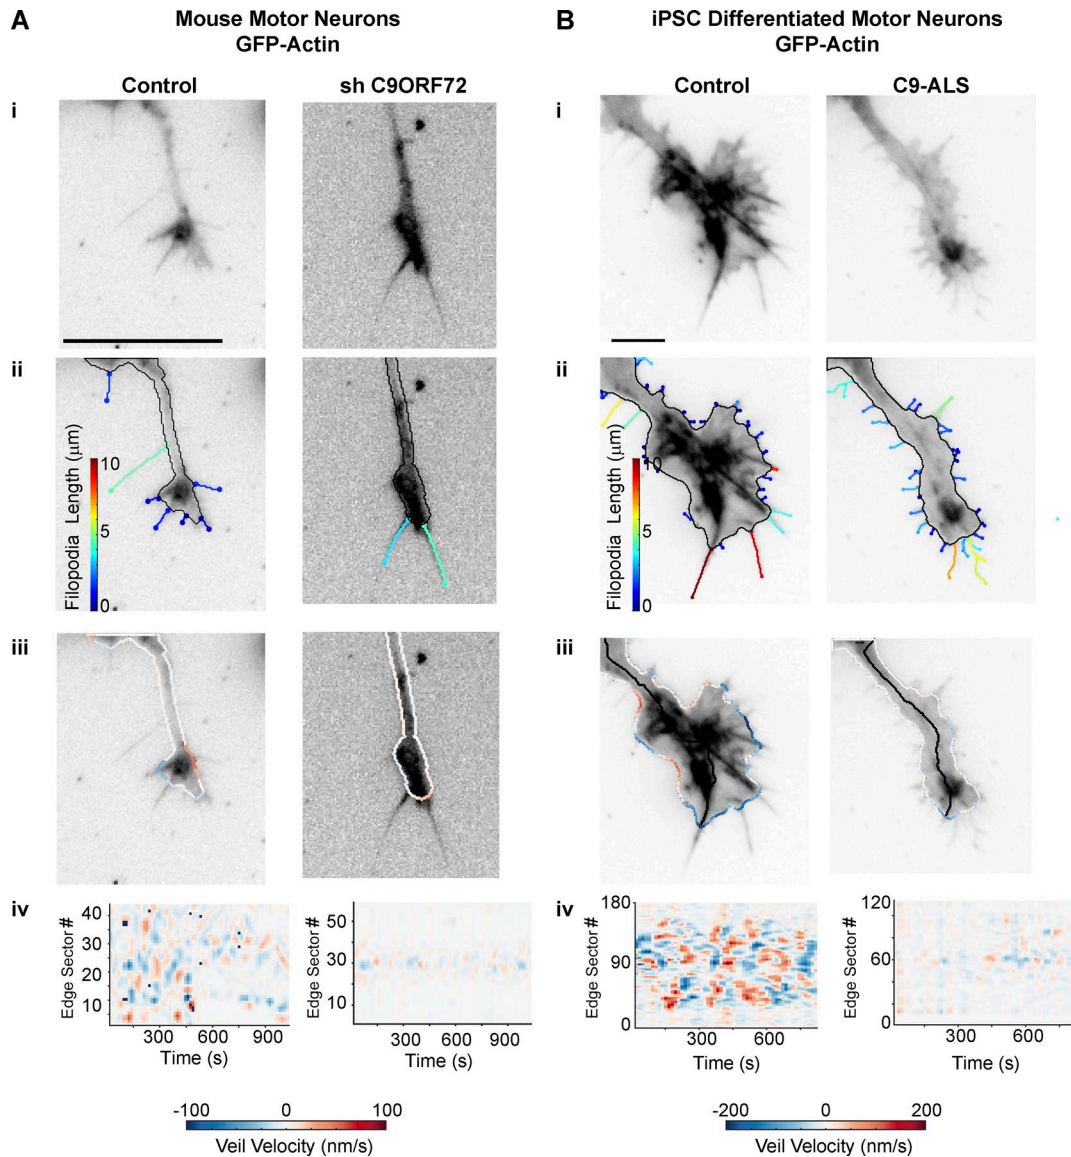 A
Mouse Motor Neurons
GFP-Actin
Control
sh C9ORF72
i
ii
Filopodia Length (μm)
10
5
0
iii
iv
Edge Sector #
40
30
20
10
300 600 900
Time (s)
Edge Sector #
50
30
10
300 600 900
Time (s)
-100 0 100
Veil Velocity (nm/s)
B
iPSC Differentiated Motor Neurons
GFP-Actin
Control
C9-ALS
i
ii
Filopodia Length (μm)
10
5
0
iii
iv
Edge Sector #
180
90
0
300 600
Time (s)
Edge Sector #
120
60
0
300 600
Time (s)
-200 0 200
Veil Velocity (nm/s)